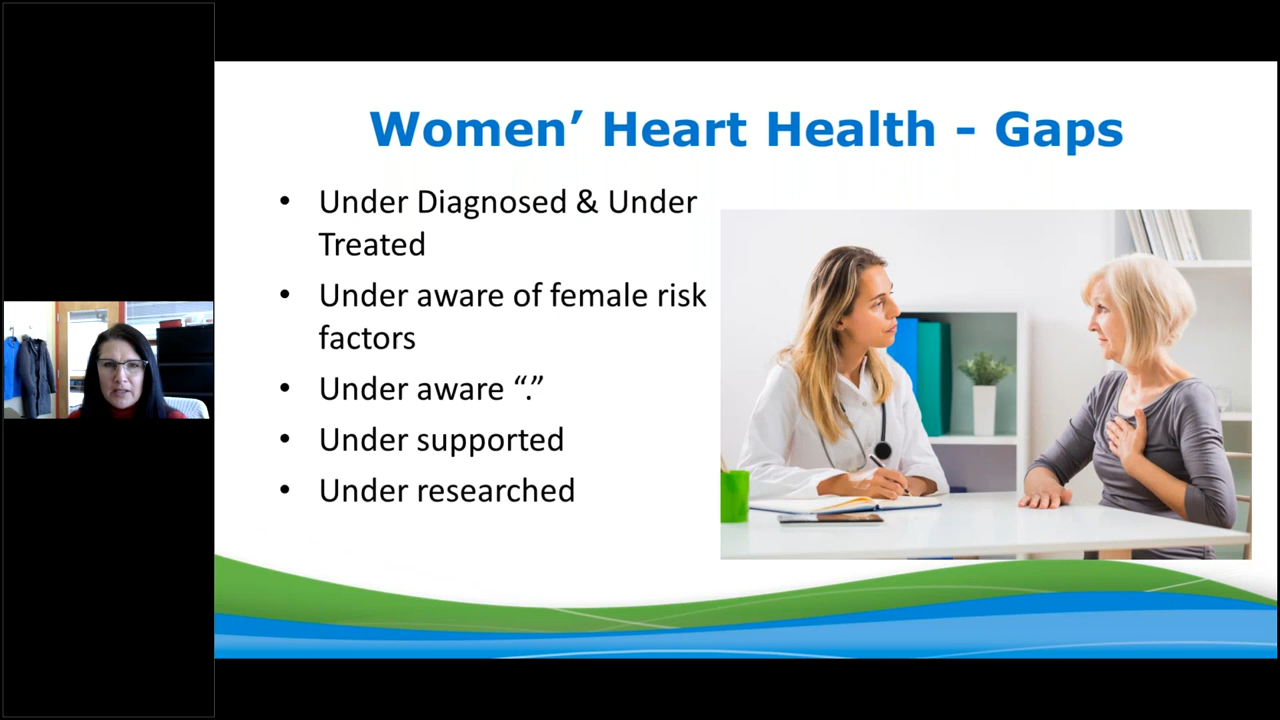 Women’ Heart Health - Gaps
• Under Diagnosed & Under
Treated
• Under aware of female risk
factors
• Under aware “.”
• Under supported
• Under researched